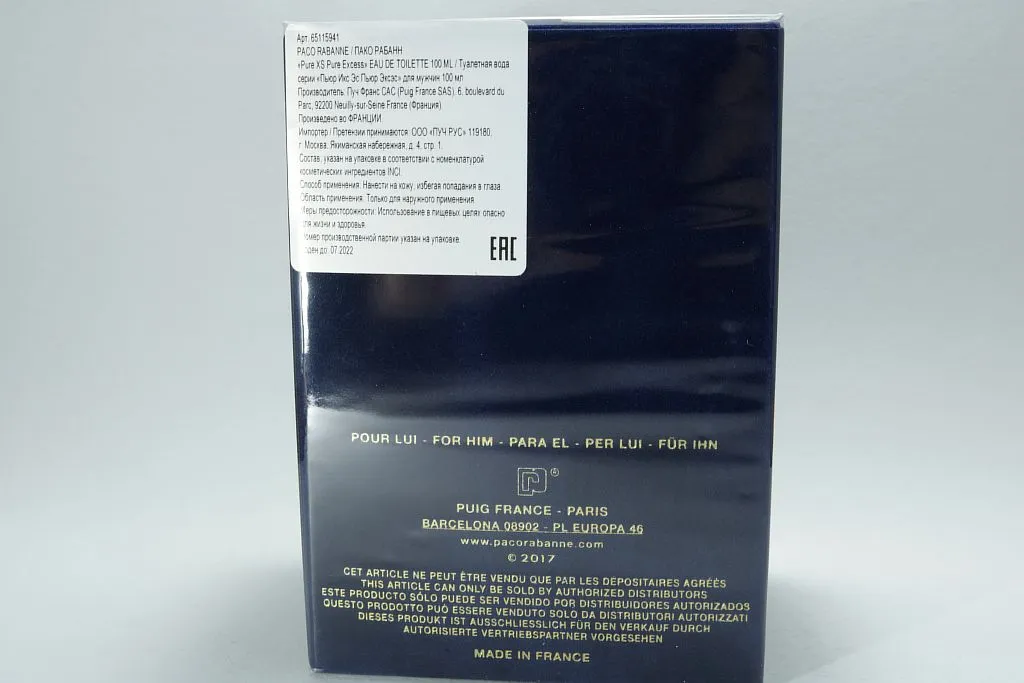 Арт. 65115941
PACO RABANNE / ПАКО РАБАНН
«Pure XS Pure Excess» EAU DE TOILETTE 100 ML / Туалетная вода
серии «Пьюр Икс Эс Пьюр Эксэс» для мужчин 100 мл
Производитель: Пуч Франс САС (Puig France SAS). 6, boulevard du
Parc, 92200 Neuilly-sur-Seine France (Франция)
Произведено во ФРАНЦИИ
Импортер / Претензии принимаются: ООО «ПУЧ РУС» 119180,
г. Москва. Якиманская набережная, д. 4, стр. 1.
Состав, указан на упаковке в соответствии с номенклатурой
косметических ингредиентов INCI.
Способ применения: Нанести на кожу, избегая попадания в глаза.
Область применения: Только для наружного применения
Меры предосторожности: Использование в пищевых целях опасно
для жизни и здоровья.
Номер производственной партии указан на упаковке.
оден до: 07.2022
EAC
POUR LUI - FOR HIM - PARA EL - PER LUI - FÜR IHN
PUIG FRANCE - PARIS
BARCELONA 08902 - PL EUROPA 46
www.pacorabanne.com
© 2017
CET ARTICLE NE PEUT ÊTRE VENDU QUE PAR LES DÉPOSITAIRES AGRÉÉS
THIS ARTICLE CAN ONLY BE SOLD BY AUTHORIZED DISTRIBUTORS
ESTE PRODUCTO SÓLO PUEDE SER VENDIDO POR DISTRIBUIDORES AUTORIZADOS
QUESTO PRODOTTO PUÒ ESSERE VENDUTO SOLO DA DISTRIBUTORI AUTORIZZATI
DIESES PRODUKT IST AUSSCHLIESSLICH FÜR DEN VERKAUF DURCH
AUTORISIERTE VERTRIEBSPARTNER VORGESEHEN
MADE IN FRANCE